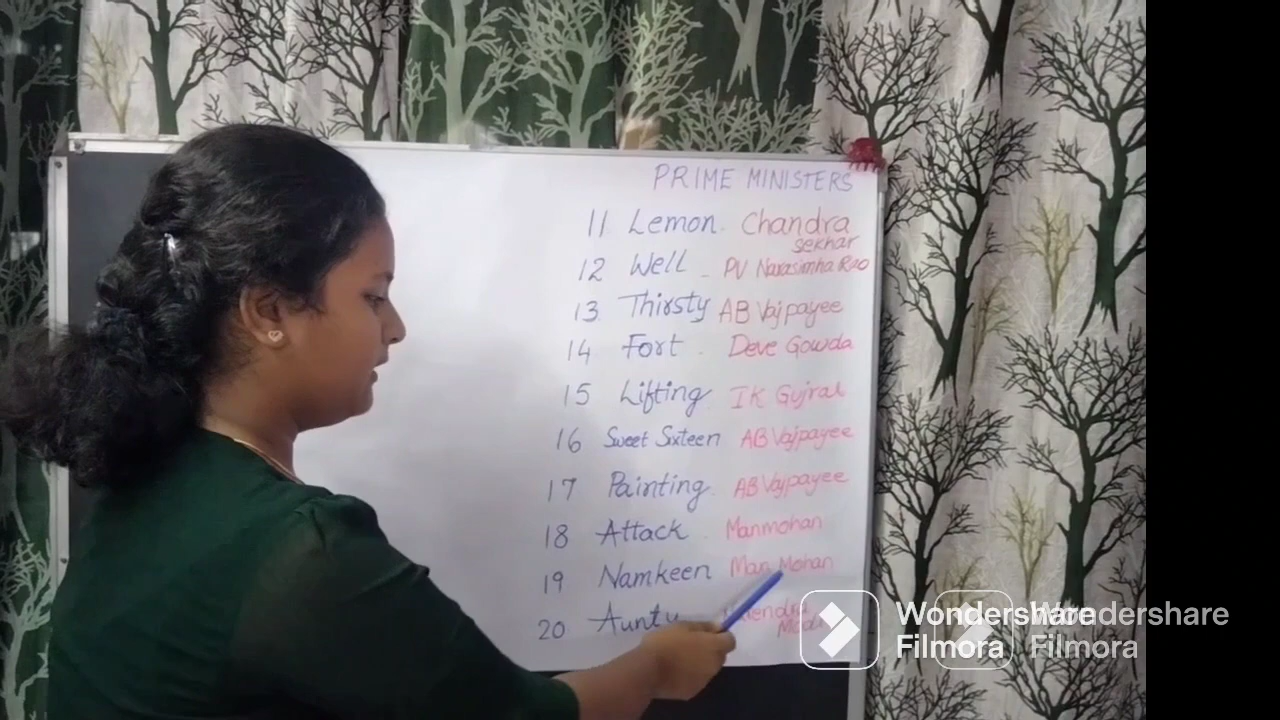 PRIME MINISTERS
11 Lemon. Chandra
sekhar
12 Well - PV Narasimha Rao
13 Thirsty AB Vajpayee
14 Fort - Deve Gowda
15 Lifting IK Gujral
16 Sweet Sixteen AB Vajpayee
17 Painting. AB Vajpayee
18 Attack - Manmohan
19 Namkeen Man Mohan
20 Aunty
Wondershare
Filmora
Wondershare
Filmora